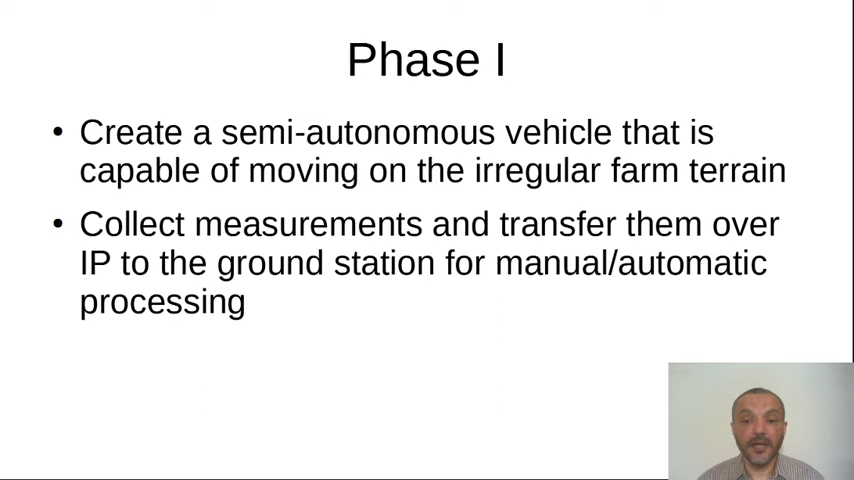 Phase I
• Create a semi-autonomous vehicle that is
capable of moving on the irregular farm terrain
• Collect measurements and transfer them over
IP to the ground station for manual/automatic
processing